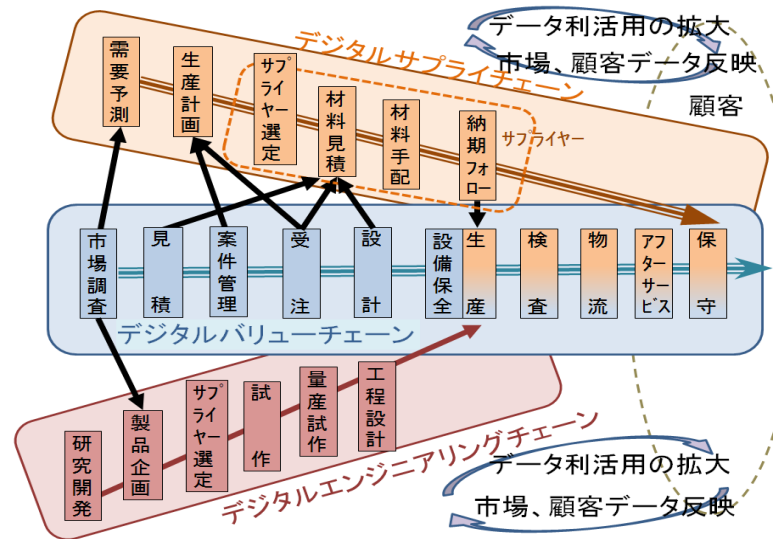 データ利活用の拡大
市場、顧客データ反映
顧客
デジタルサプライチェーン
需要予測
生産計画
サプライヤー選定
材料見積
材料手配
納期フォロー
サプライヤー
市場調査
見積
案件管理
受注
設計
設備保全
生産
検査
物流
アフターサービス
保守
デジタルバリューチェーン
研究開発
製品企画
サプライヤー選定
試作
量産試作
工程設計
デジタルエンジニアリングチェーン
データ利活用の拡大
市場、顧客データ反映